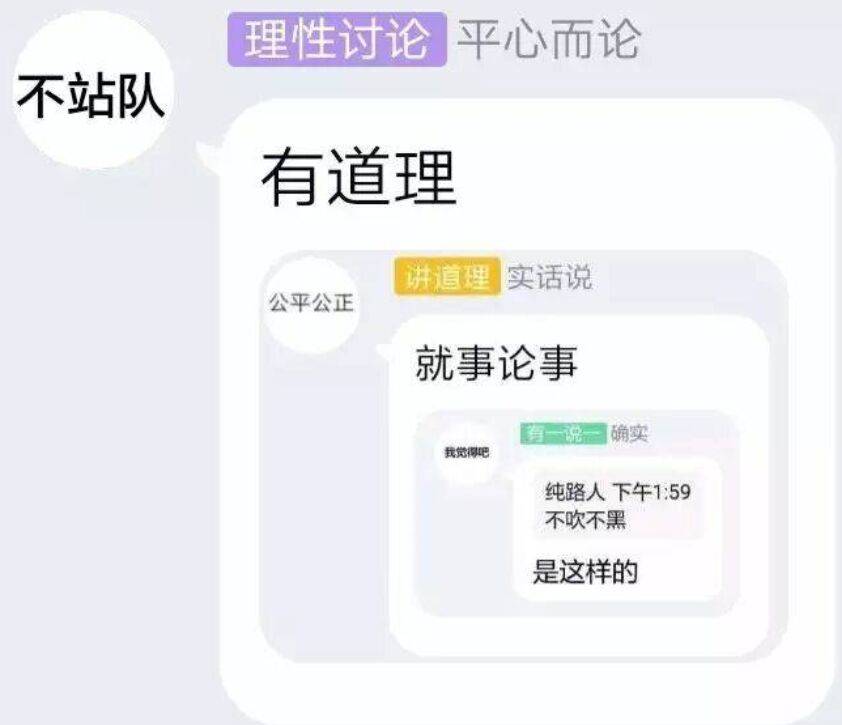 理性讨论 平心而论
不站队
有道理
讲道理 实话说
公平公正
就事论事
有一说一 确实
我觉得吧
纯路人 下午1:59
不吹不黑
是这样的